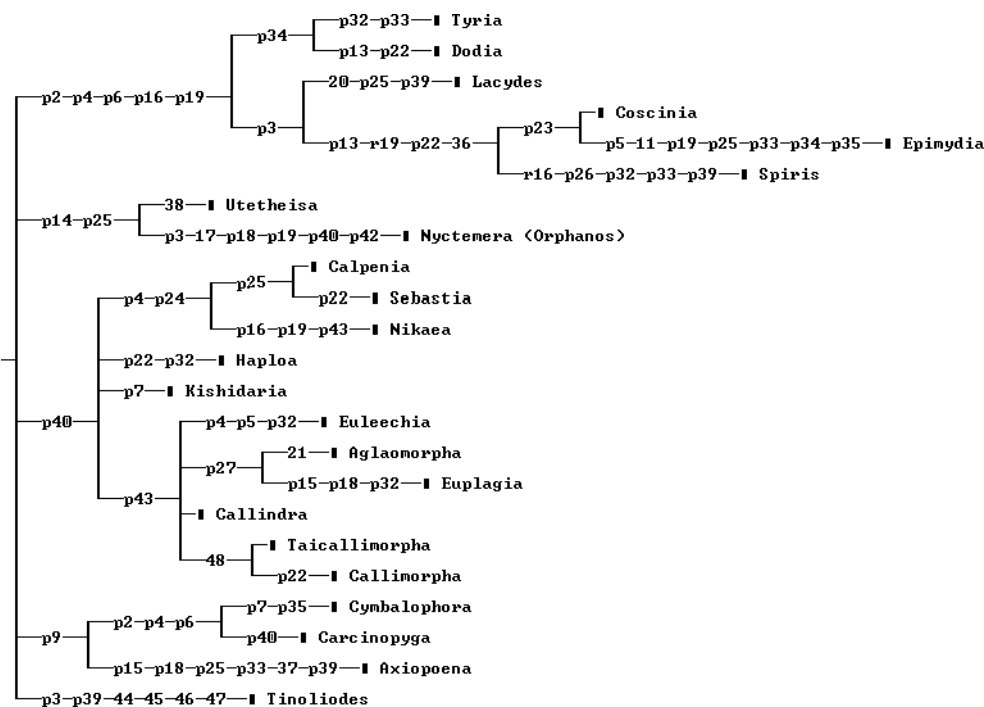 p32-p33 Tyria
p34
p13-p22 Dodia
20-p25-p39 Lacydes
p2-p4-p6-p16-p19
Coscinia
p3
p23
p13-r19-p22-36
p5-11-p19-p25-p33-p34-p35 Epimydia
r16-p26-p32-p33-p39 Spiris
38 Utetheisa
p14-p25
p3-17-p18-p19-p40-p42 Nyctemera (Orphanos)
Calpenia
p25
p4-p24
p22 Sebastia
p16-p19-p43 Nikaea
p22-p32 Haploa
p7 Kishidaria
p40
p4-p5-p32 Euleechia
21 Aglaomorpha
p27
p15-p18-p32 Euplagia
p43
Callindra
Taicallimorpha
48
p22 Callimorpha
p7-p35 Cymbalophora
p2-p4-p6
p9
p40 Carcinopyga
p15-p18-p25-p33-37-p39 Axiopoena
p3-p39-44-45-46-47 Tinoliodes